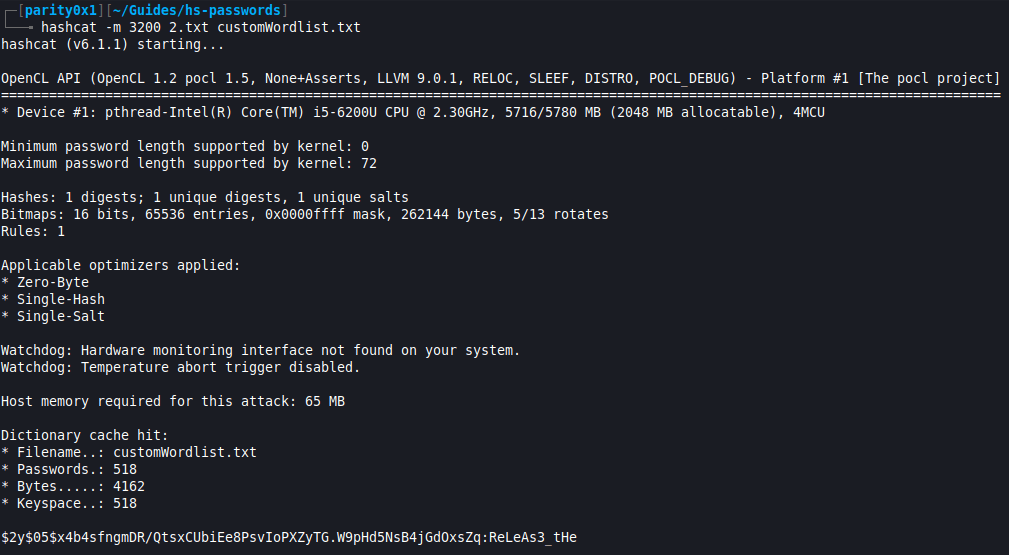 [parity0x1][~/Guides/hs-passwords]
hashcat -m 3200 2.txt customWordlist.txt
hashcat (v6.1.1) starting...
OpenCL API (OpenCL 1.2 pocl 1.5, None+Asserts, LLVM 9.0.1, RELOC, SLEEF, DISTRO, POCL_DEBUG) - Platform #1 [The pocl project]
=============================================================================================================================
* Device #1: pthread-Intel(R) Core(TM) i5-6200U CPU @ 2.30GHz, 5716/5780 MB (2048 MB allocatable), 4MCU
Minimum password length supported by kernel: 0
Maximum password length supported by kernel: 72
Hashes: 1 digests; 1 unique digests, 1 unique salts
Bitmaps: 16 bits, 65536 entries, 0x0000ffff mask, 262144 bytes, 5/13 rotates
Rules: 1
Applicable optimizers applied:
* Zero-Byte
* Single-Hash
* Single-Salt
Watchdog: Hardware monitoring interface not found on your system.
Watchdog: Temperature abort trigger disabled.
Host memory required for this attack: 65 MB
Dictionary cache hit:
* Filename..: customWordlist.txt
* Passwords.: 518
* Bytes.....: 4162
* Keyspace..: 518
$2y$05$x4b4sfngmDR/QtsxCUbiEe8PsvIoPXZyTG.W9pHd5NsB4jGdOxsZq:ReLeAs3_tHe